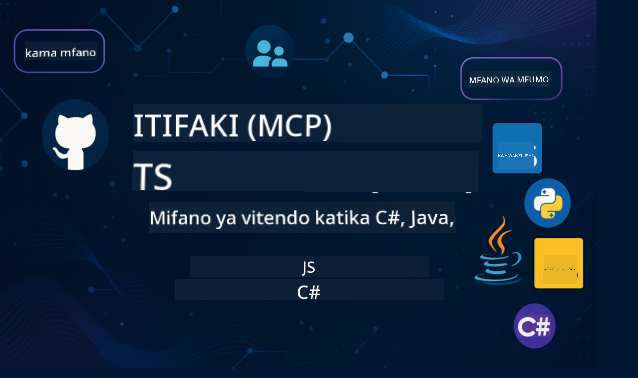 kama mfano
MFANO WA MFUMO
ITIFAKI (MCP)
TS
Mifano ya vitendo katika C#, Java,
JS
C#
C#